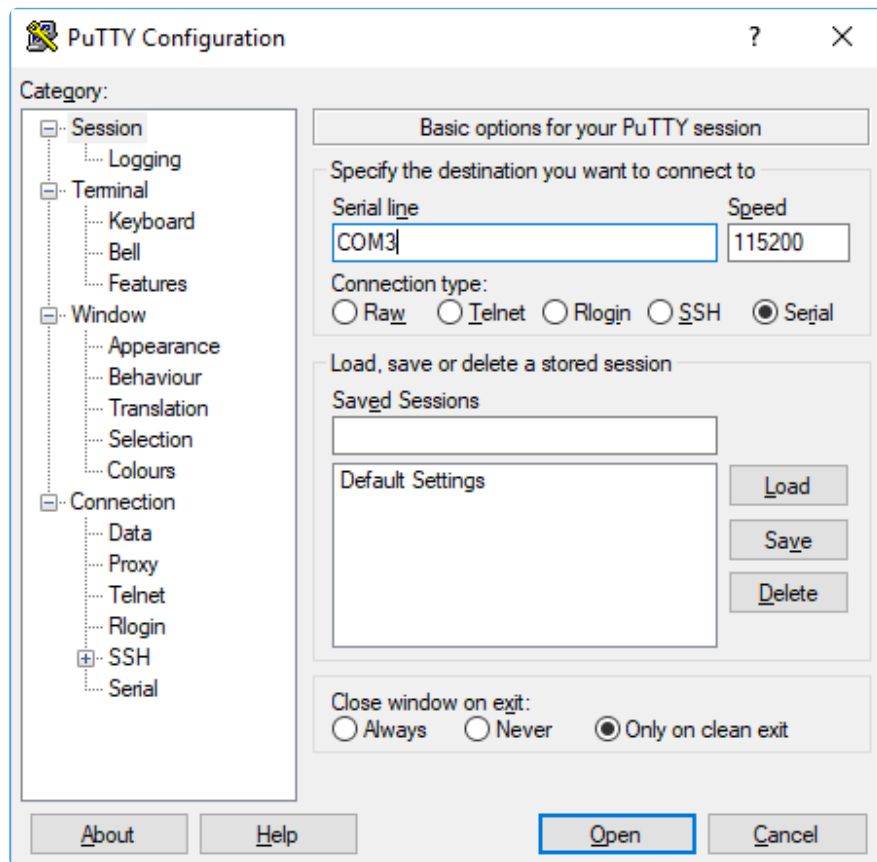 PuTTY Configuration
?
Category:
Session
Logging
Terminal
Keyboard
Bell
Features
Window
Appearance
Behaviour
Translation
Selection
Colours
Connection
Data
Proxy
Telnet
Rlogin
SSH
Serial
Basic options for your PuTTY session
Specify the destination you want to connect to
Serial line Speed
COM3 115200
Connection type:
Raw Telnet Rlogin SSH Serial
Load, save or delete a stored session
Saved Sessions
Default Settings
Load
Save
Delete
Close window on exit:
Always Never Only on clean exit
About Help Open Cancel